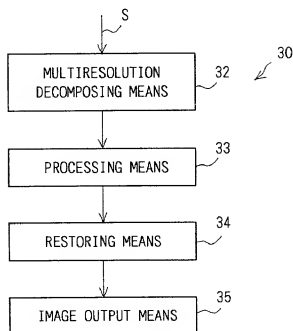 S
30
MULTIRESOLUTION
DECOMPOSING MEANS
32
PROCESSING MEANS
33
RESTORING MEANS
34
IMAGE OUTPUT MEANS
35